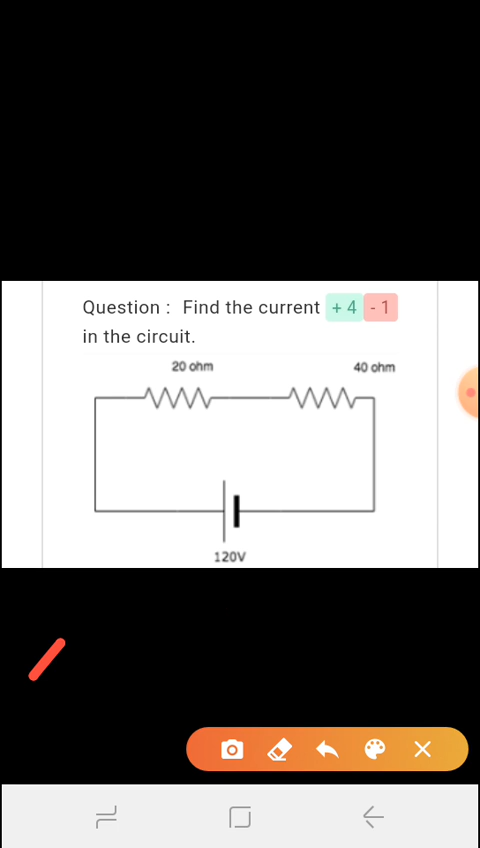 Question : Find the current + 4 - 1
in the circuit.
20 ohm 40 ohm
120V